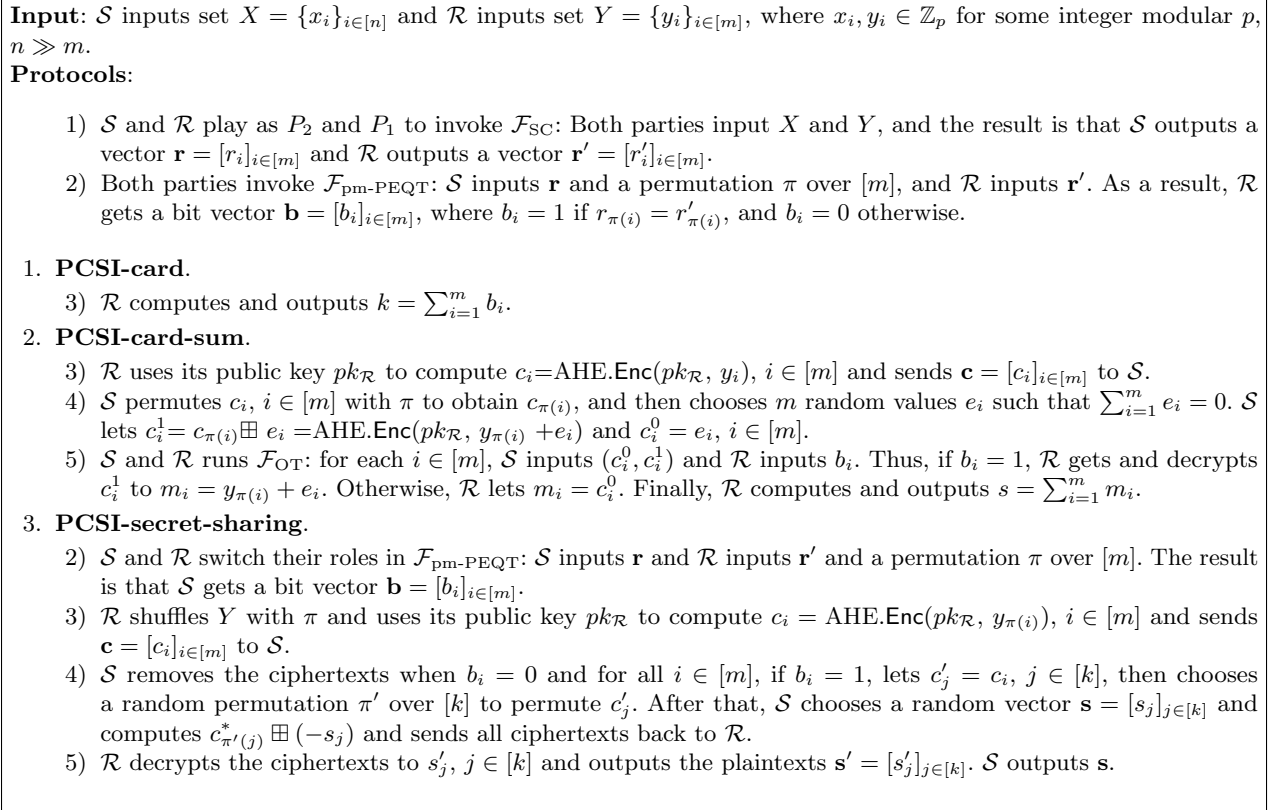 Input: 𝒮 inputs set X = {x_i}_{i∈[n]} and ℛ inputs set Y = {y_i}_{i∈[m]}, where x_i, y_i ∈ ℤ_p for some integer modular p,
n ≫ m.
Protocols:
1) 𝒮 and ℛ play as P_2 and P_1 to invoke ℱ_SC: Both parties input X and Y, and the result is that 𝒮 outputs a
vector r = [r_i]_{i∈[m]} and ℛ outputs a vector r′ = [r′_i]_{i∈[m]}.
2) Both parties invoke ℱ_pm-PEQT: 𝒮 inputs r and a permutation π over [m], and ℛ inputs r′. As a result, ℛ
gets a bit vector b = [b_i]_{i∈[m]}, where b_i = 1 if r_{π(i)} = r′_{π(i)}, and b_i = 0 otherwise.
1. PCSI-card.
3) ℛ computes and outputs k = ∑_{i=1}^{m} b_i.
2. PCSI-card-sum.
3) ℛ uses its public key pk_ℛ to compute c_i=AHE.Enc(pk_ℛ, y_i), i ∈ [m] and sends c = [c_i]_{i∈[m]} to 𝒮.
4) 𝒮 permutes c_i, i ∈ [m] with π to obtain c_{π(i)}, and then chooses m random values e_i such that ∑_{i=1}^{m} e_i = 0. 𝒮
lets c_i^1 = c_{π(i)} ⊞ e_i =AHE.Enc(pk_ℛ, y_{π(i)} +e_i) and c_i^0 = e_i, i ∈ [m].
5) 𝒮 and ℛ runs ℱ_OT: for each i ∈ [m], 𝒮 inputs (c_i^0, c_i^1) and ℛ inputs b_i. Thus, if b_i = 1, ℛ gets and decrypts
c_i^1 to m_i = y_{π(i)} + e_i. Otherwise, ℛ lets m_i = c_i^0. Finally, ℛ computes and outputs s = ∑_{i=1}^{m} m_i.
3. PCSI-secret-sharing.
2) 𝒮 and ℛ switch their roles in ℱ_pm-PEQT: 𝒮 inputs r and ℛ inputs r′ and a permutation π over [m]. The result
is that 𝒮 gets a bit vector b = [b_i]_{i∈[m]}.
3) ℛ shuffles Y with π and uses its public key pk_ℛ to compute c_i = AHE.Enc(pk_ℛ, y_{π(i)}), i ∈ [m] and sends
c = [c_i]_{i∈[m]} to 𝒮.
4) 𝒮 removes the ciphertexts when b_i = 0 and for all i ∈ [m], if b_i = 1, lets c′_j = c_i, j ∈ [k], then chooses
a random permutation π′ over [k] to permute c′_j. After that, 𝒮 chooses a random vector s = [s_j]_{j∈[k]} and
computes c*_{π′(j)} ⊞ (−s_j) and sends all ciphertexts back to ℛ.
5) ℛ decrypts the ciphertexts to s′_j, j ∈ [k] and outputs the plaintexts s′ = [s′_j]_{j∈[k]}. 𝒮 outputs s.